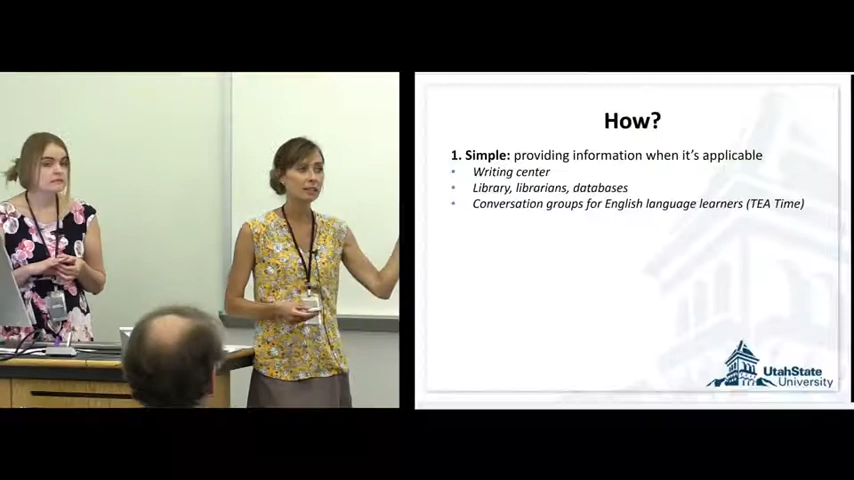 How?
1. Simple: providing information when it's applicable
• Writing center
• Library, librarians, databases
• Conversation groups for English language learners (TEA Time)
UtahState
University